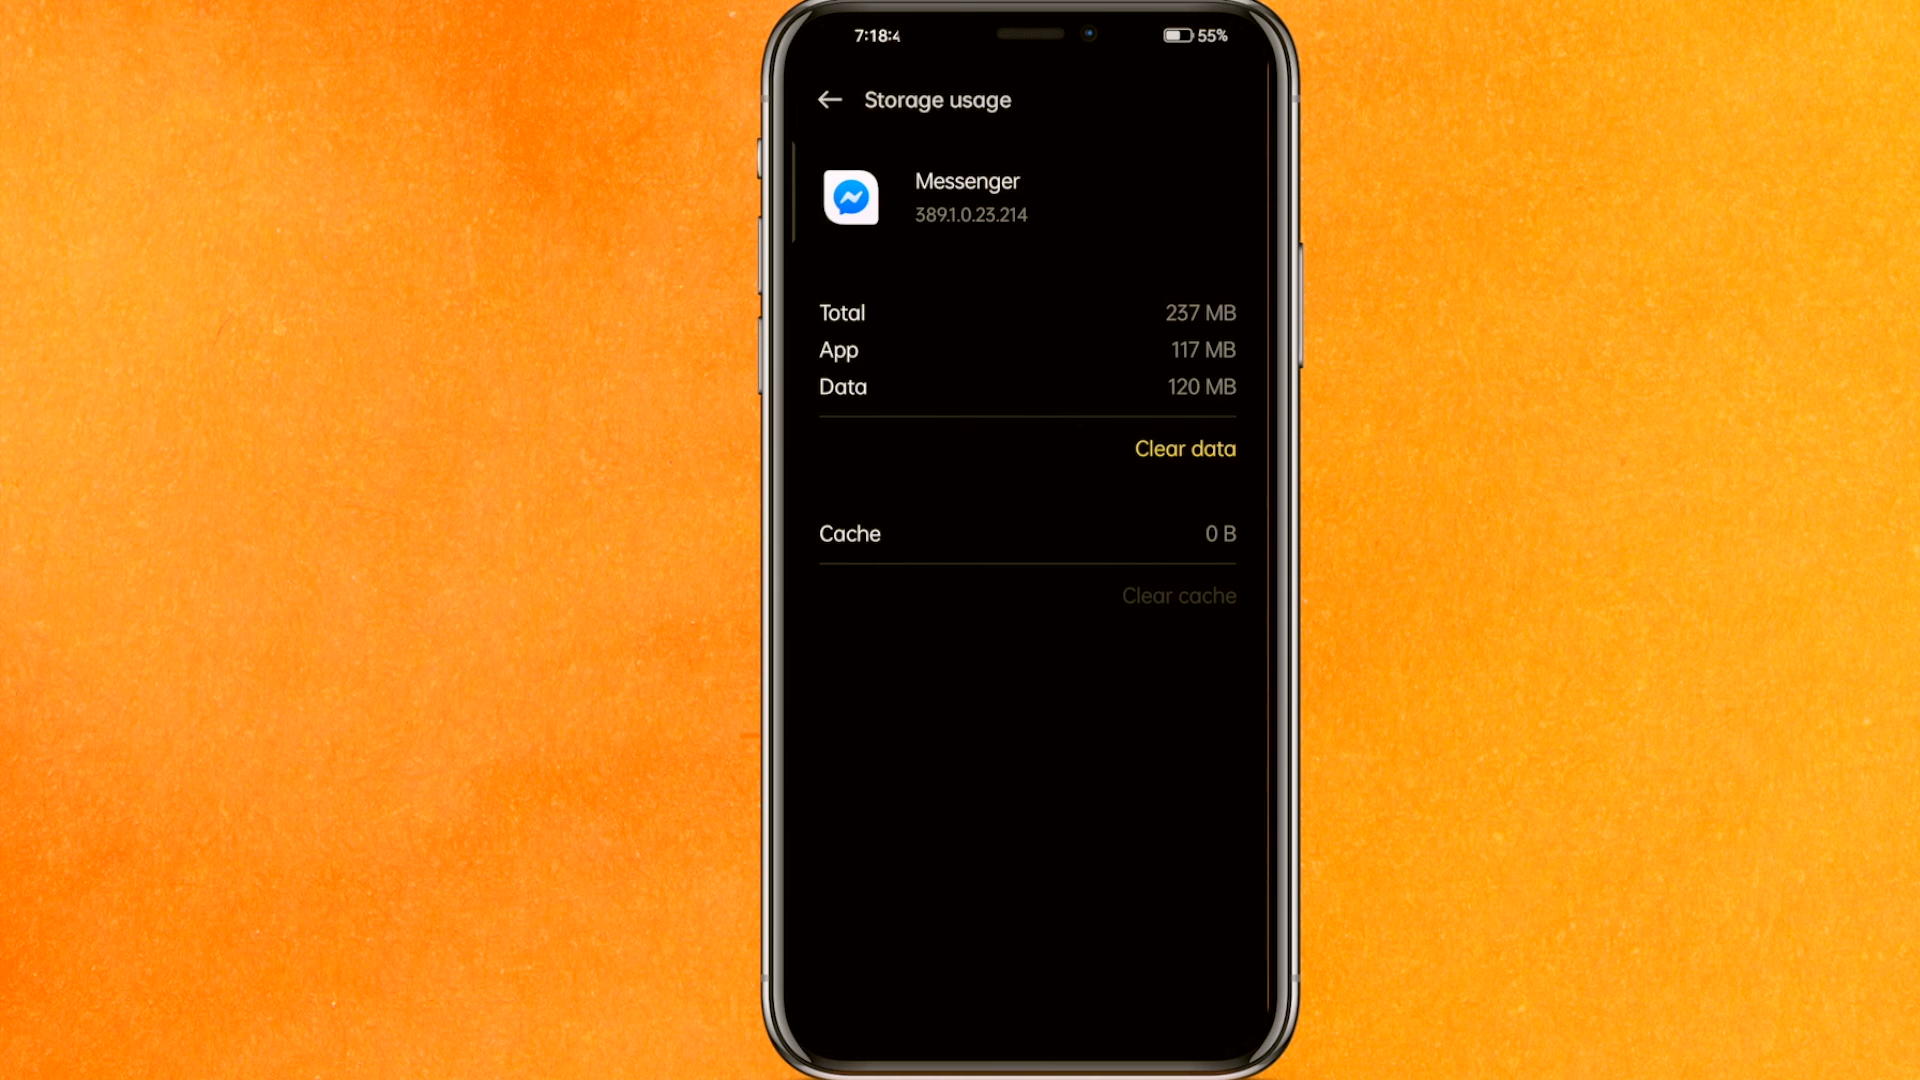 7:18:4
55%
Storage usage
Messenger
389.1.0.23.214
Total 237 MB
App 117 MB
Data 120 MB
Clear data
Cache 0 B
Clear cache